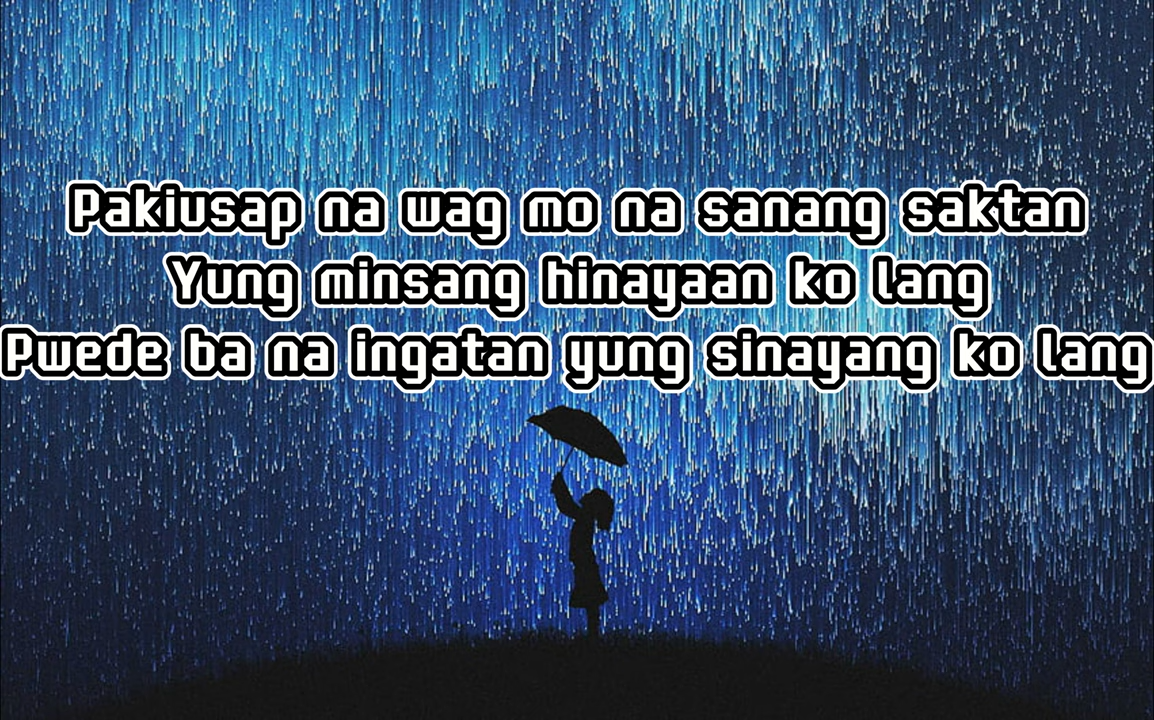 Pakiusap na wag mo na sanang saktan
Yung minsang hinayaan ko lang
Pwede ba na ingatan yung sinayang ko lang